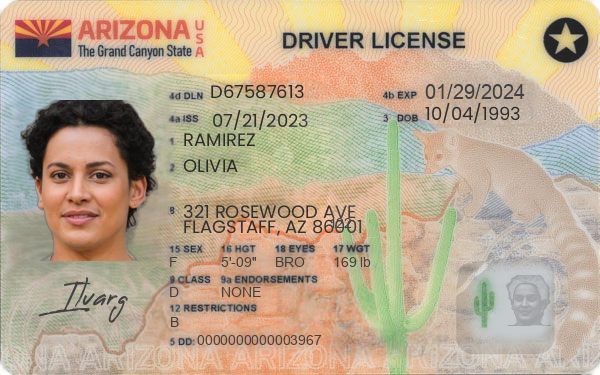 ARIZONA USA
The Grand Canyon State
DRIVER LICENSE
4d DLN D67587613
4b EXP 01/29/2024
4a ISS 07/21/2023
3 DOB 10/04/1993
1 RAMIREZ
2 OLIVIA
8 321 ROSEWOOD AVE
FLAGSTAFF, AZ 86001
15 SEX 16 HGT 18 EYES 17 WGT
F 5'-09" BRO 169 lb
9 CLASS 9a ENDORSEMENTS
D NONE
12 RESTRICTIONS
B
5 DD: 0000000000003967
ARIZONA ARIZONA ARIZONA ARIZONA